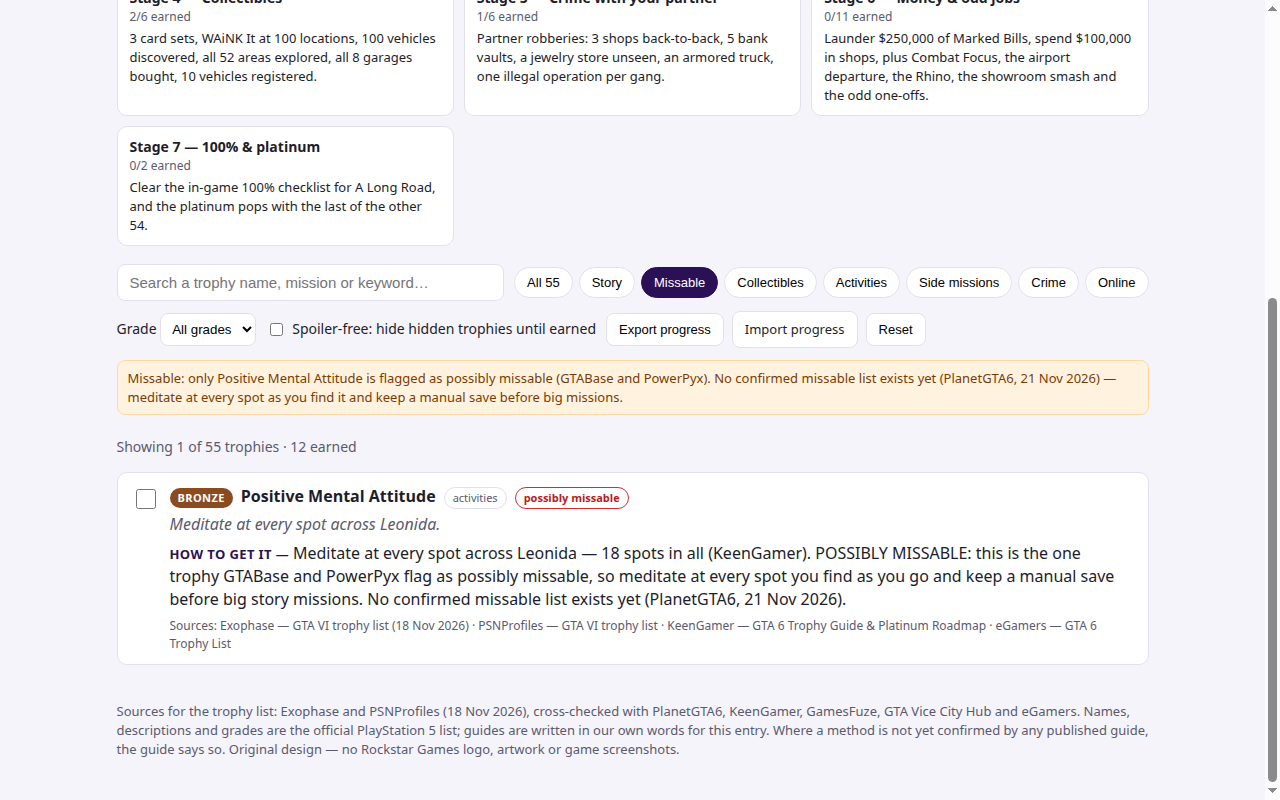 2/6 earned
3 card sets, WAiNK It at 100 locations, 100 vehicles
discovered, all 52 areas explored, all 8 garages
bought, 10 vehicles registered.
1/6 earned
Partner robberies: 3 shops back-to-back, 5 bank
vaults, a jewelry store unseen, an armored truck,
one illegal operation per gang.
0/11 earned
Launder $250,000 of Marked Bills, spend $100,000
in shops, plus Combat Focus, the airport
departure, the Rhino, the showroom smash and
the odd one-offs.
Stage 7 — 100% & platinum
0/2 earned
Clear the in-game 100% checklist for A Long Road,
and the platinum pops with the last of the other
54.
Search a trophy name, mission or keyword…
All 55
Story
Missable
Collectibles
Activities
Side missions
Crime
Online
Grade
All grades
Spoiler-free: hide hidden trophies until earned
Export progress
Import progress
Reset
Missable: only Positive Mental Attitude is flagged as possibly missable (GTABase and PowerPyx). No confirmed missable list exists yet (PlanetGTA6, 21 Nov 2026) —
meditate at every spot as you find it and keep a manual save before big missions.
Showing 1 of 55 trophies · 12 earned
BRONZE Positive Mental Attitude activities possibly missable
Meditate at every spot across Leonida.
HOW TO GET IT — Meditate at every spot across Leonida — 18 spots in all (KeenGamer). POSSIBLY MISSABLE: this is the one
trophy GTABase and PowerPyx flag as possibly missable, so meditate at every spot you find as you go and keep a manual save
before big story missions. No confirmed missable list exists yet (PlanetGTA6, 21 Nov 2026).
Sources: Exophase — GTA VI trophy list (18 Nov 2026) · PSNProfiles — GTA VI trophy list · KeenGamer — GTA 6 Trophy Guide & Platinum Roadmap · eGamers — GTA 6
Trophy List
Sources for the trophy list: Exophase and PSNProfiles (18 Nov 2026), cross-checked with PlanetGTA6, KeenGamer, GamesFuze, GTA Vice City Hub and eGamers. Names,
descriptions and grades are the official PlayStation 5 list; guides are written in our own words for this entry. Where a method is not yet confirmed by any published guide,
the guide says so. Original design — no Rockstar Games logo, artwork or game screenshots.